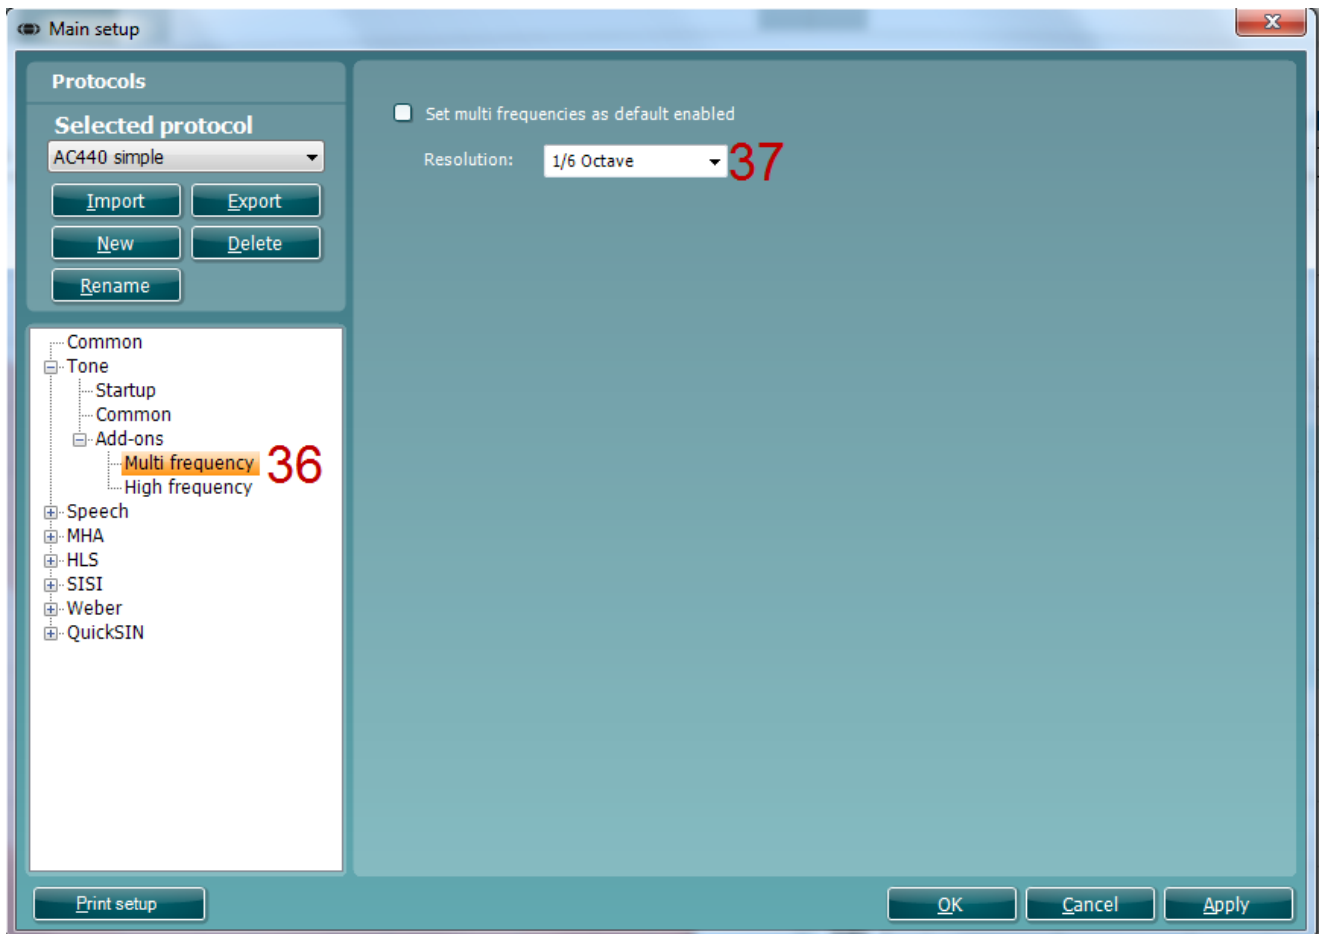 Main setup
x
Protocols
Selected protocol
AC440 simple
Import Export
New Delete
Rename
Set multi frequencies as default enabled
Resolution: 1/6 Octave 37
Common
Tone
Startup
Common
Add-ons
Multi frequency 36
High frequency
Speech
MHA
HLS
SISI
Weber
QuickSIN
Print setup OK Cancel Apply